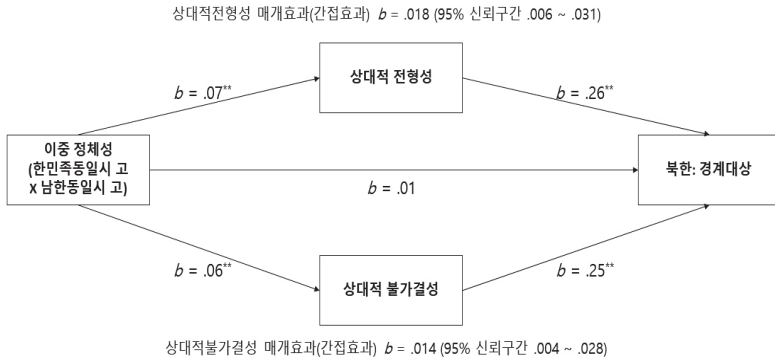 상대적전형성 매개효과(간접효과) b = .018 (95% 신뢰구간 .006 ~ .031)
상대적 전형성
b = .07**
b = .26**
이중 정체성
(한민족동일시 고
X 남한동일시 고)
북한: 경계대상
b = .01
b = .06**
b = .25**
상대적 불가결성
상대적불가결성 매개효과(간접효과) b = .014 (95% 신뢰구간 .004 ~ .028)